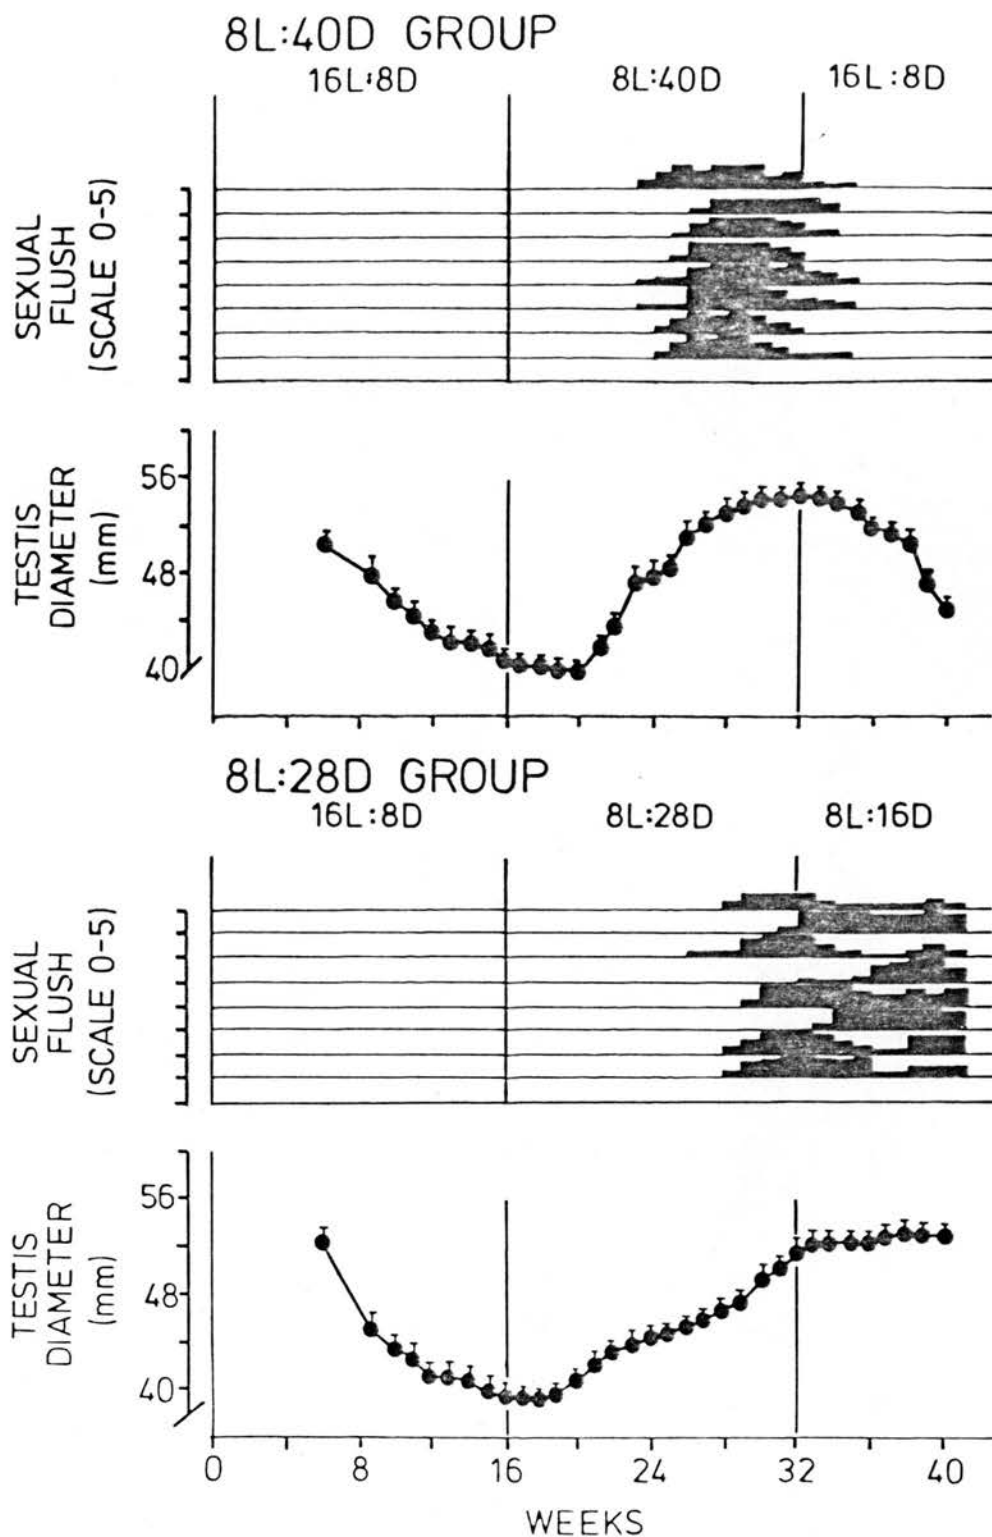 8L:40D GROUP
16L:8D 8L:40D 16L:8D
SEXUAL
FLUSH
(SCALE 0-5)
TESTIS
DIAMETER
(mm)
56
48
40
8L:28D GROUP
16L:8D 8L:28D 8L:16D
SEXUAL
FLUSH
(SCALE 0-5)
TESTIS
DIAMETER
(mm)
56
48
40
0 8 16 24 32 40
WEEKS